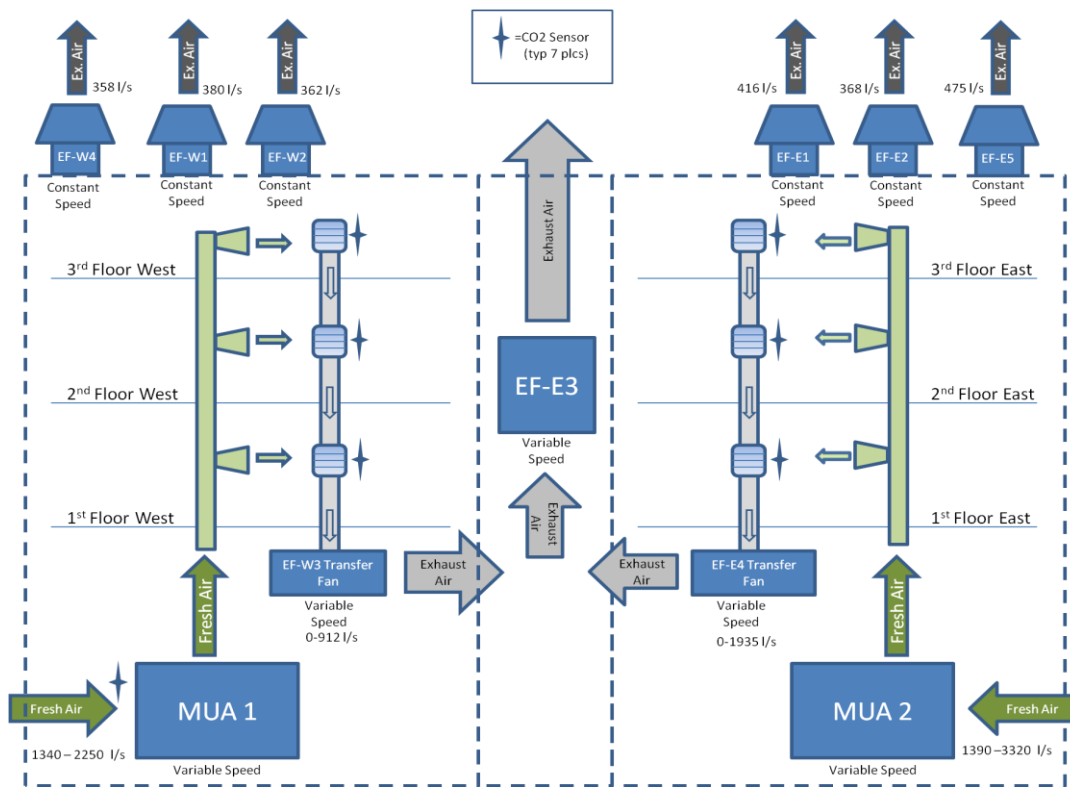 =CO2 Sensor
(typ 7 plcs)
Ex. Air
Ex. Air
Ex. Air
Ex. Air
Ex. Air
Ex. Air
358 l/s
380 l/s
362 l/s
416 l/s
368 l/s
475 l/s
EF-W4
EF-W1
EF-W2
EF-E1
EF-E2
EF-E5
Constant
Speed
Constant
Speed
Constant
Speed
Constant
Speed
Constant
Speed
Constant
Speed
Exhaust Air
3rd Floor West
3rd Floor East
EF-E3
Variable
Speed
2nd Floor West
2nd Floor East
Exhaust
Air
1st Floor West
1st Floor East
EF-W3 Transfer
Fan
Variable
Speed
0-912 l/s
Exhaust
Air
Exhaust
Air
EF-E4 Transfer
Fan
Variable
Speed
0-1935 l/s
Fresh Air
Fresh Air
Fresh Air
MUA 1
MUA 2
Fresh Air
1340 – 2250 l/s
1390 –3320 l/s
Variable Speed
Variable Speed